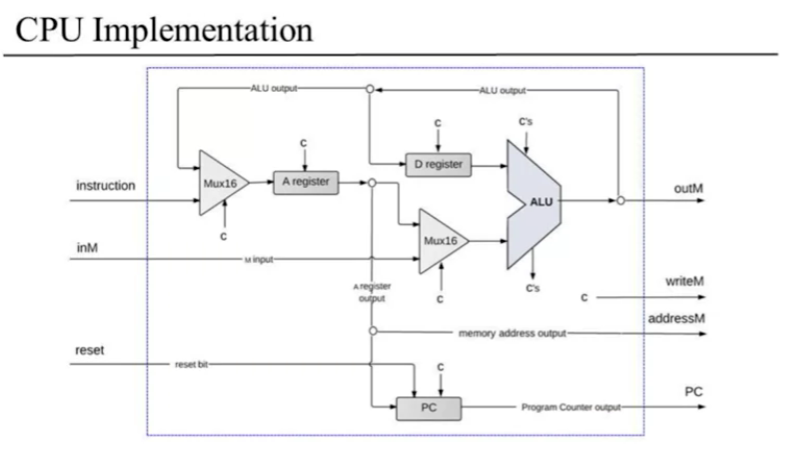 CPU Implementation
ALU output
ALU output
C
C's
C
D register
instruction
Mux16
A register
ALU
outM
C
Mux16
inM
M input
A register
output
C
C's
C
writeM
addressM
memory address output
reset
reset bit
C
PC
PC
Program Counter output